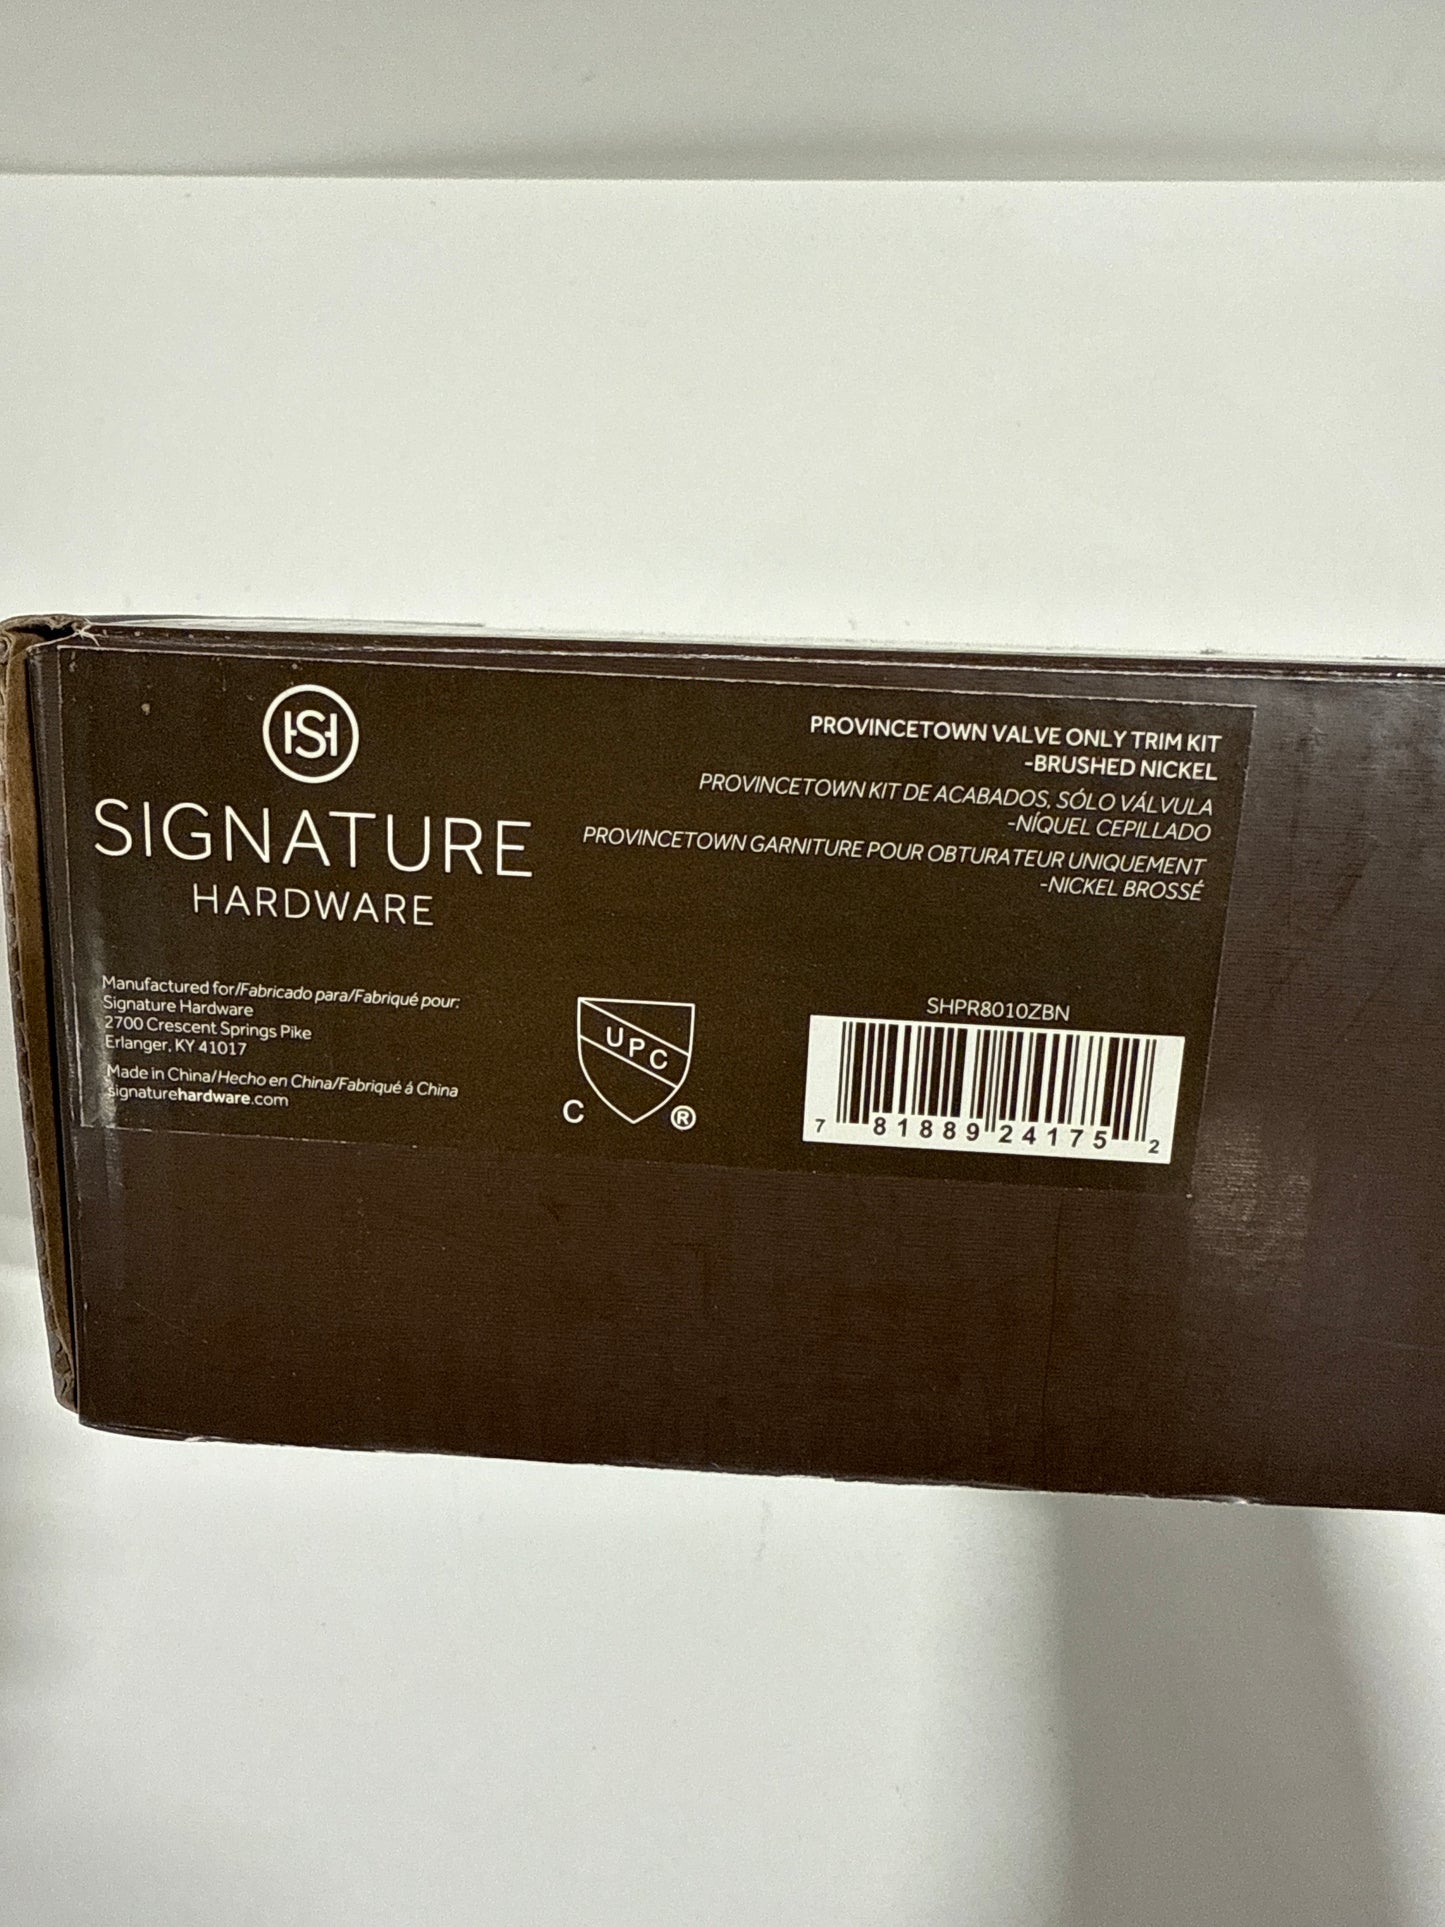 HS
SIGNATURE
HARDWARE
PROVINCETOWN VALVE ONLY TRIM KIT
-BRUSHED NICKEL
PROVINCETOWN KIT DE ACABADOS, SÓLO VÁLVULA
-NÍQUEL CEPILLADO
PROVINCETOWN GARNITURE POUR OBTURATEUR UNIQUEMENT
-NICKEL BROSSÉ
Manufactured for/Fabricado para/Fabriqué pour:
Signature Hardware
2700 Crescent Springs Pike
Erlanger, KY 41017
Made in China/Hecho en China/Fabriqué á China
signaturehardware.com
UPC
C ®
SHPR8010ZBN
7 81889 24175 2